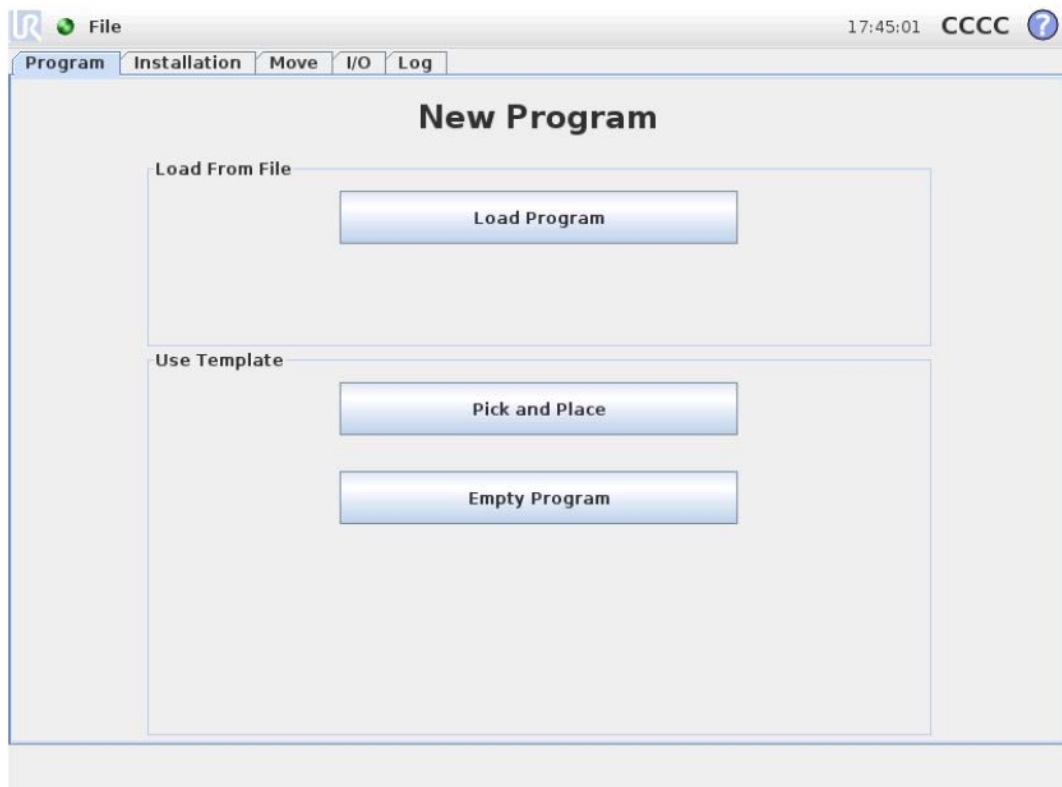 UR File 17:45:01 CCCC ?
Program Installation Move I/O Log
New Program
Load From File
Load Program
Use Template
Pick and Place
Empty Program